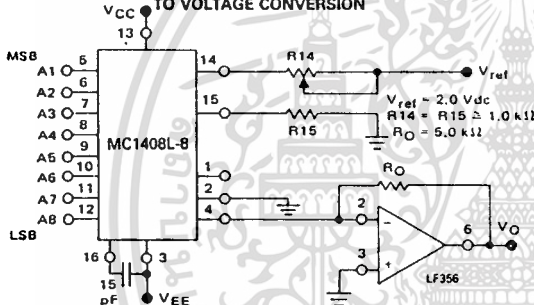 TO VOLTAGE CONVERSION
VCC
13
MSB
A1 5
A2 6
A3 7
A4 8
A5 9
A6 10
A7 11
A8 12
LSB
MC1408L-8
14
15
1
2
4
16
3
15
pF
VEE
R14
R15
Vref
Vref = 2.0 Vdc
R14 = R15 ≅ 1.0 kΩ
RO = 5.0 kΩ
RO
2
−
3
+
6
VO
LF356